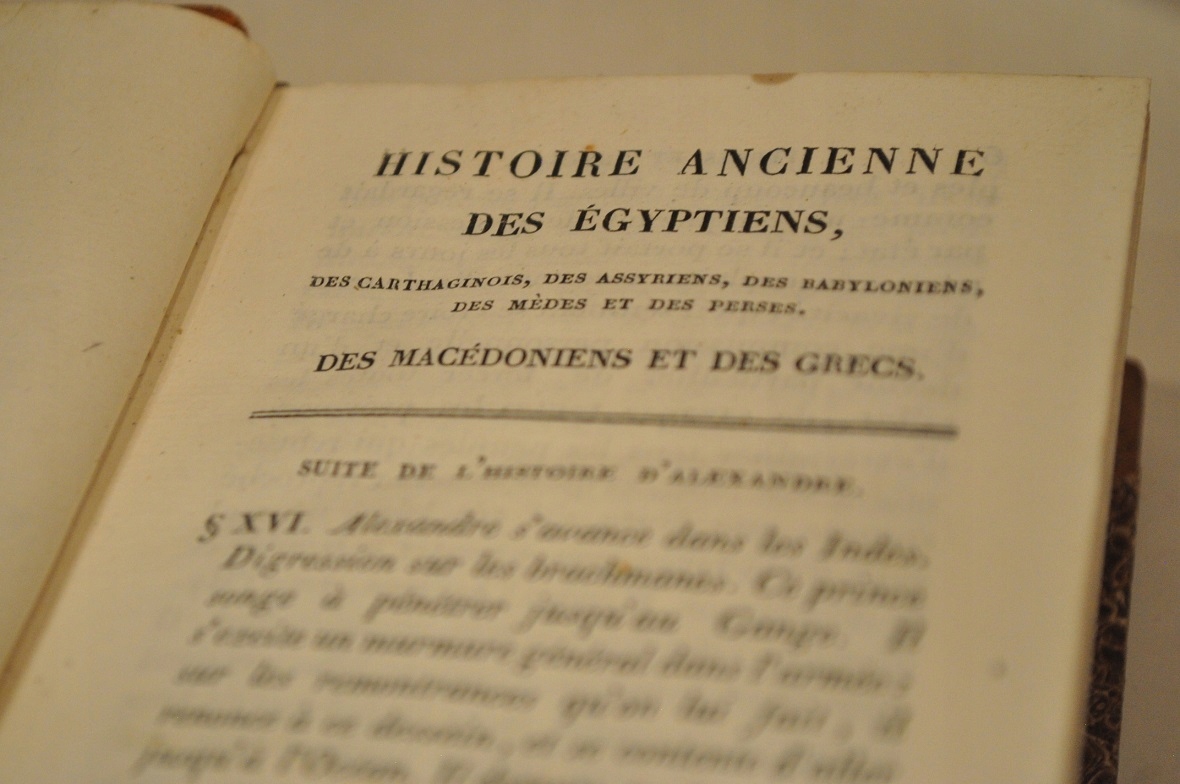 HISTOIRE ANCIENNE
DES ÉGYPTIENS,
DES CARTHAGINOIS, DES ASSYRIENS, DES BABYLONIENS,
DES MÈDES ET DES PERSES.
DES MACÉDONIENS ET DES GRECS.
SUITE DE L'HISTOIRE D'ALEXANDRE.
§ XVI. Alexandre s'avance dans les Indes.
Digression sur les brachmanes. Ce prince
songe à pénétrer jusqu'au Gange. Il
s'excite un murmure général dans l'armée;
sur les remontrances qu'on lui fait, il
renonce à ce dessein, et se contente d'aller
jusqu'à l'Océan. Il